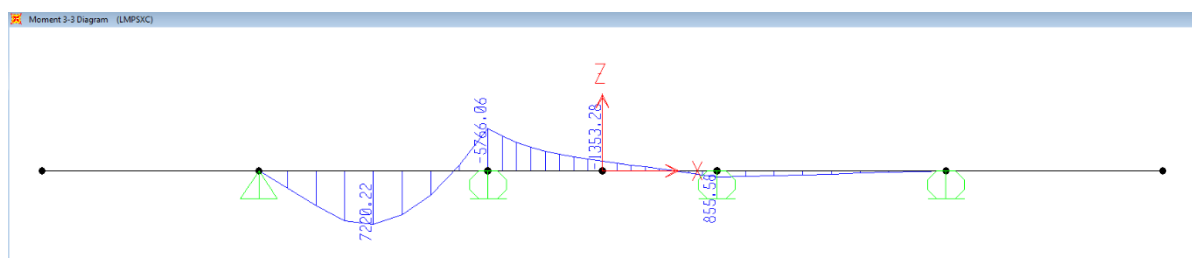 Moment 3-3 Diagram (LMPSXC)
Z
-5766.06
-1353.28
X
7220.22
855.58